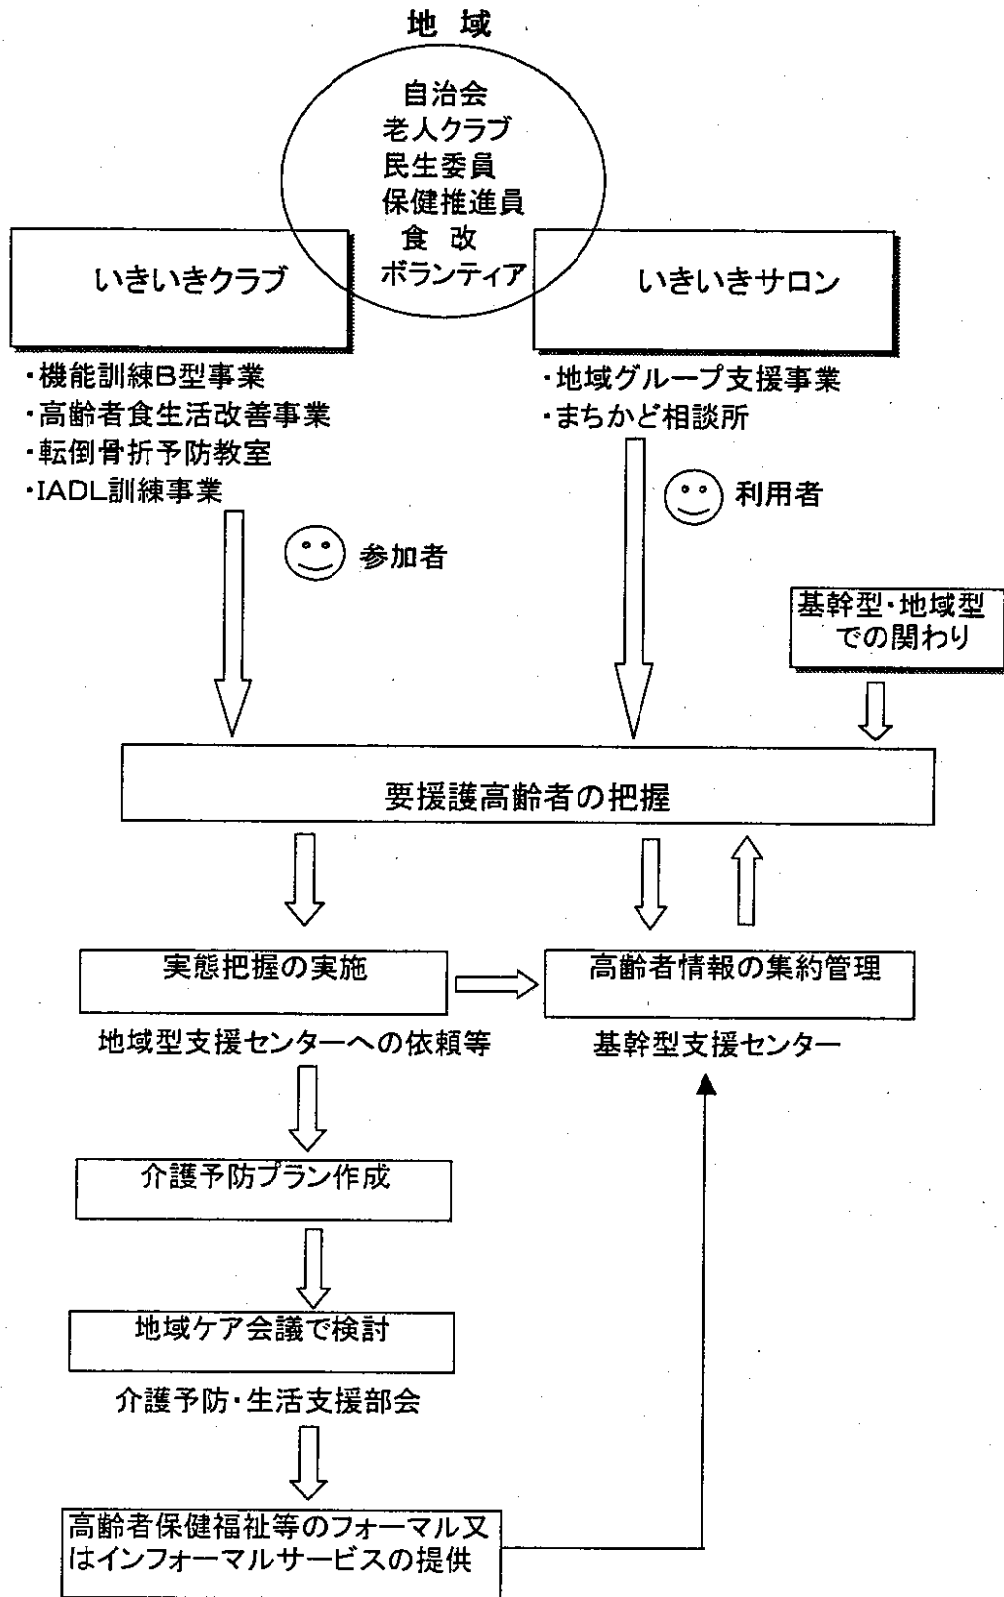 地 域
自治会
老人クラブ
民生委員
保健推進員
食 改
ボランティア
いきいきクラブ
いきいきサロン
・機能訓練B型事業
・高齢者食生活改善事業
・転倒骨折予防教室
・IADL訓練事業
・地域グループ支援事業
・まちかど相談所
参加者
利用者
基幹型・地域型
での関わり
要援護高齢者の把握
実態把握の実施
高齢者情報の集約管理
地域型支援センターへの依頼等
基幹型支援センター
介護予防プラン作成
地域ケア会議で検討
介護予防・生活支援部会
高齢者保健福祉等のフォーマル又
はインフォーマルサービスの提供